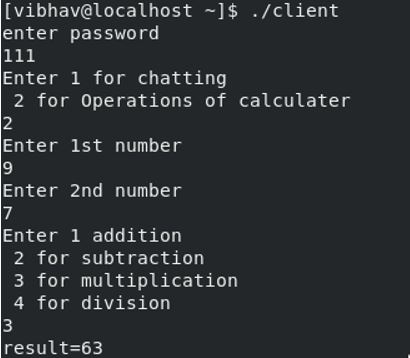 [vibhav@localhost ~]$ ./client
enter password
111
Enter 1 for chatting
 2 for Operations of calculater
2
Enter 1st number
9
Enter 2nd number
7
Enter 1 addition
 2 for subtraction
 3 for multiplication
 4 for division
3
result=63